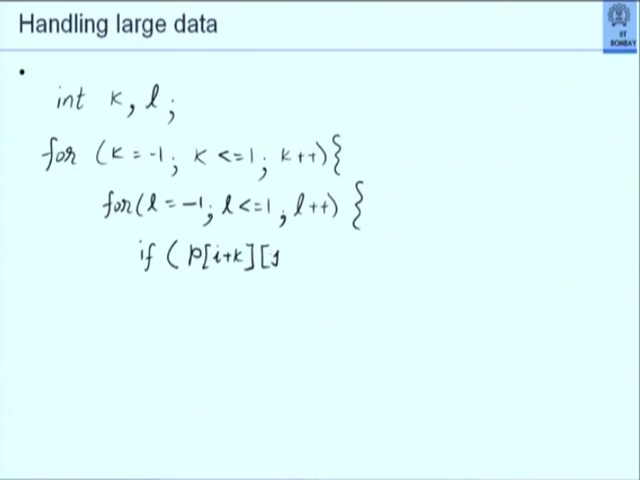 Handling large data
IIT
BOMBAY
•
int k, l;
for (k = -1; k <= 1; k++) {
for (l = -1; l <= 1; l++) {
if ( p[i+k][j